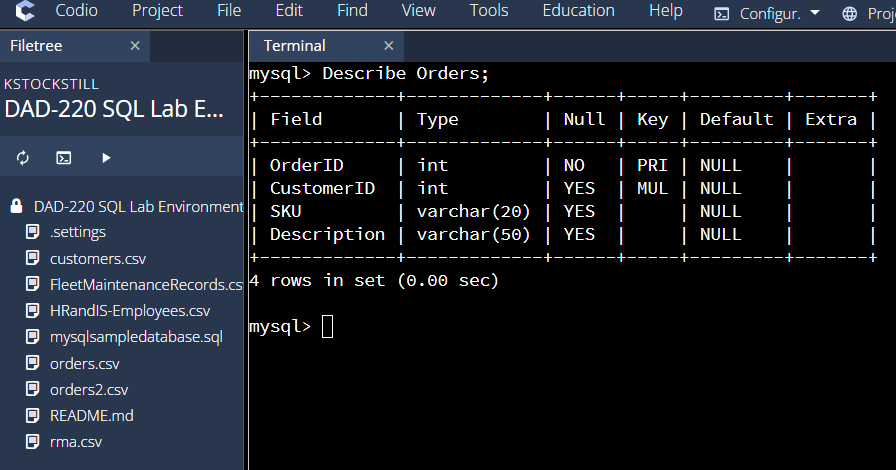 Codio Project File Edit Find View Tools Education Help Configur. Proj
Filetree ×
KSTOCKSTILL
DAD-220 SQL Lab E...
DAD-220 SQL Lab Environment
.settings
customers.csv
FleetMaintenanceRecords.csv
HRandIS-Employees.csv
mysqlsampledatabase.sql
orders.csv
orders2.csv
README.md
rma.csv
Terminal ×
mysql> Describe Orders;
+-------------+-------------+------+-----+---------+-------+
| Field       | Type        | Null | Key | Default | Extra |
+-------------+-------------+------+-----+---------+-------+
| OrderID     | int         | NO   | PRI | NULL    |       |
| CustomerID  | int         | YES  | MUL | NULL    |       |
| SKU         | varchar(20) | YES  |     | NULL    |       |
| Description | varchar(50) | YES  |     | NULL    |       |
+-------------+-------------+------+-----+---------+-------+
4 rows in set (0.00 sec)
mysql>